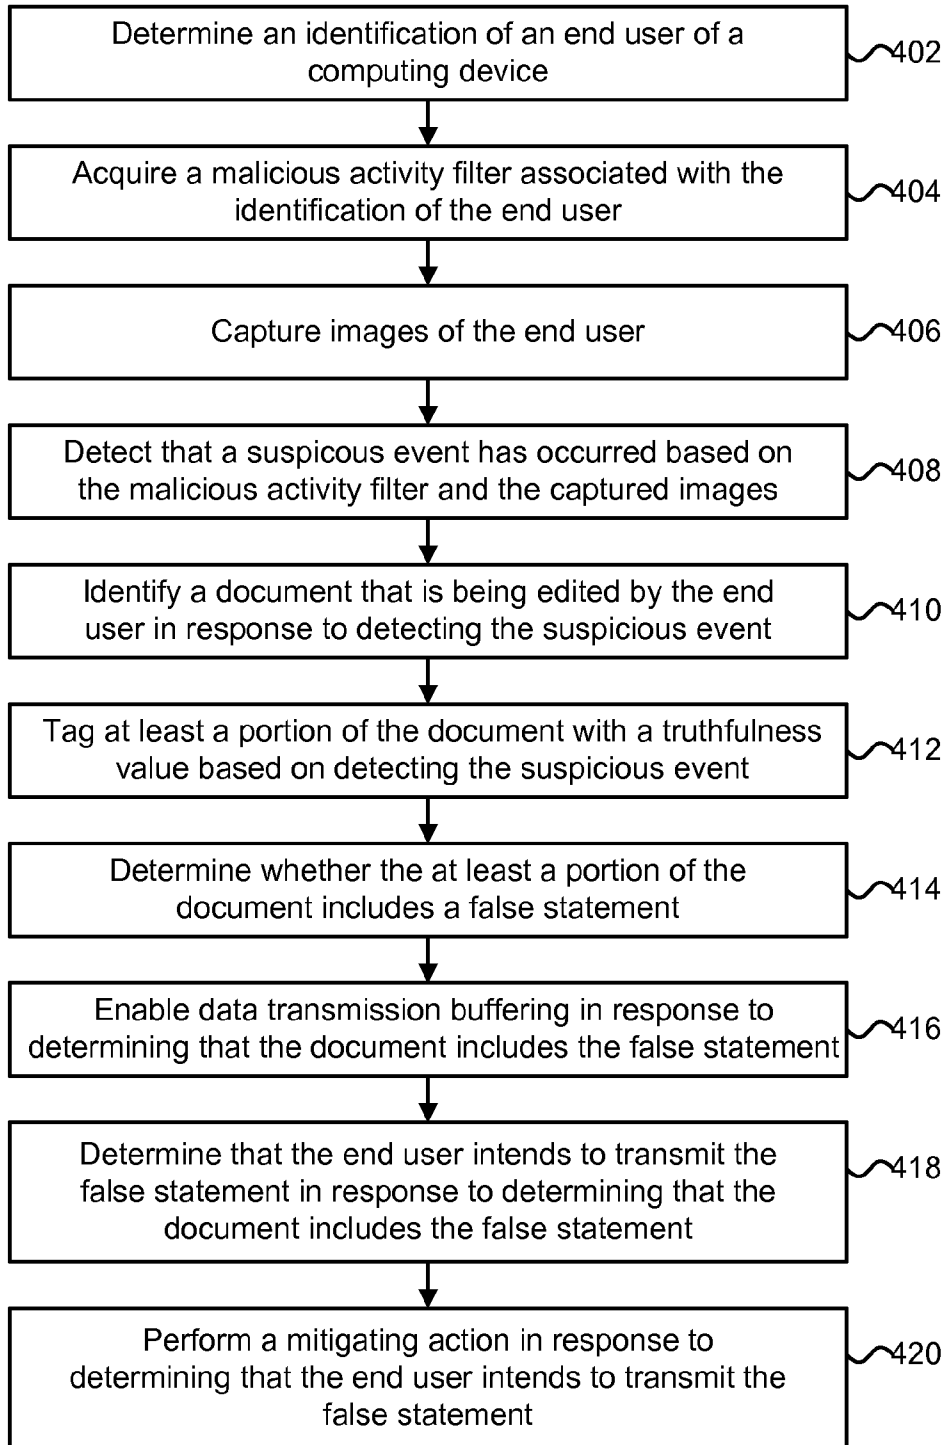 Determine an identification of an end user of a
computing device
402
Acquire a malicious activity filter associated with the
identification of the end user
404
Capture images of the end user
406
Detect that a suspicous event has occurred based on
the malicious activity filter and the captured images
408
Identify a document that is being edited by the end
user in response to detecting the suspicious event
410
Tag at least a portion of the document with a truthfulness
value based on detecting the suspicious event
412
Determine whether the at least a portion of the
document includes a false statement
414
Enable data transmission buffering in response to
determining that the document includes the false statement
416
Determine that the end user intends to transmit the
false statement in response to determining that the
document includes the false statement
418
Perform a mitigating action in response to
determining that the end user intends to transmit the
false statement
420